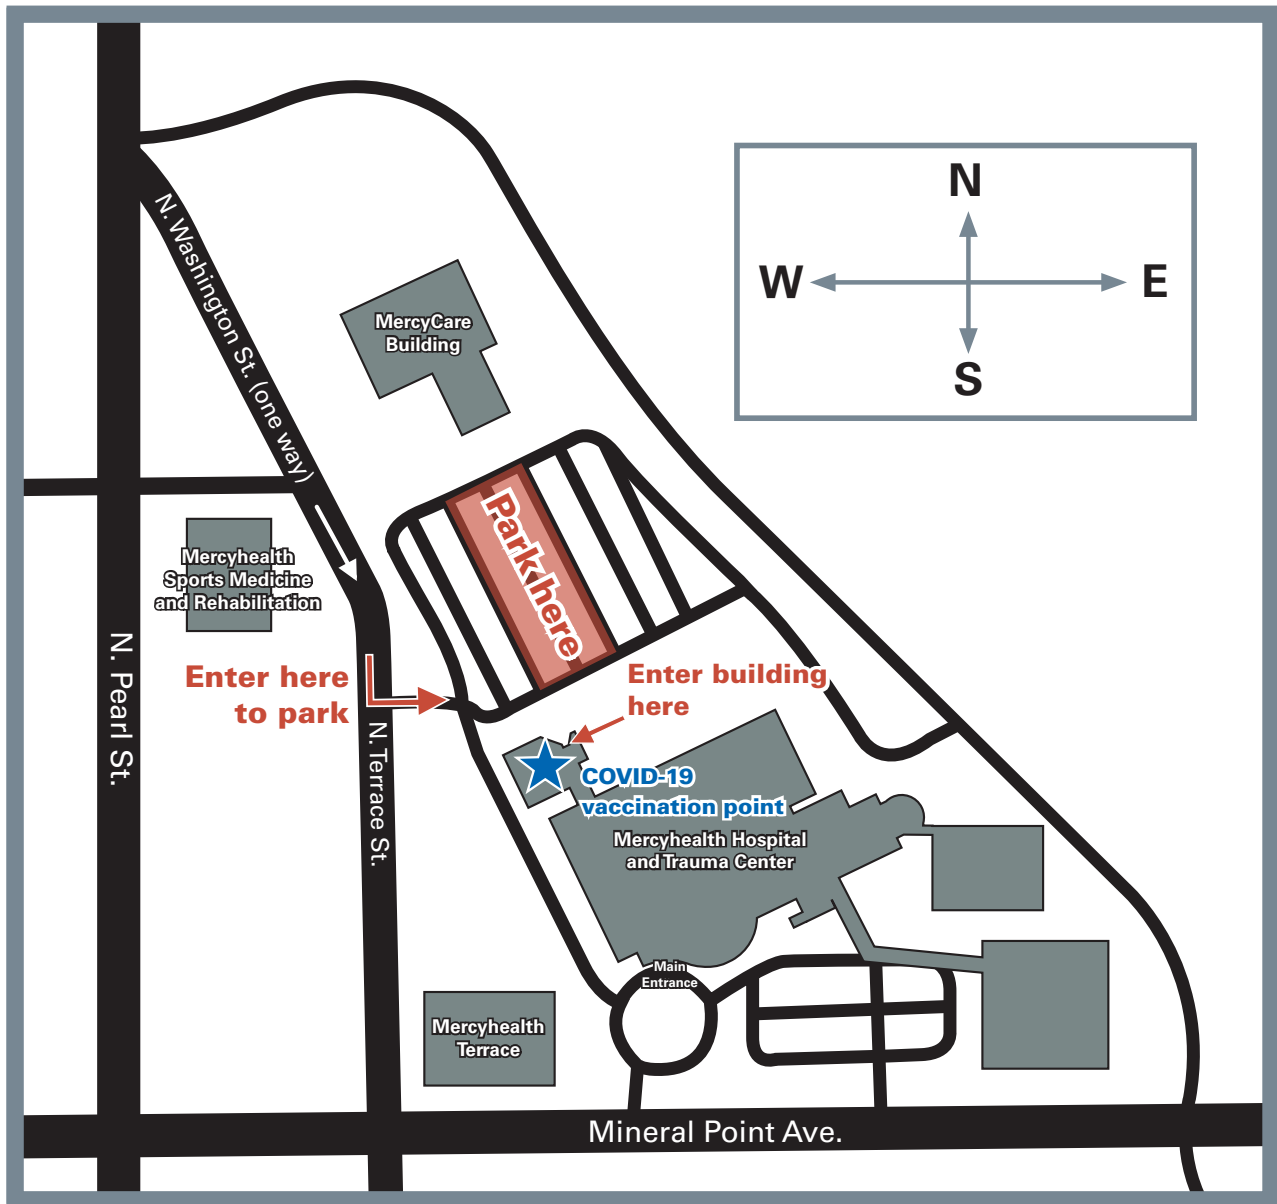 N
W
E
S
N. Washington St. (one way)
MercyCare
Building
Park here
Mercyhealth
Sports Medicine
and Rehabilitation
N. Pearl St.
Enter here
to park
Enter building
here
N. Terrace St.
COVID-19
vaccination point
Mercyhealth Hospital
and Trauma Center
Main
Entrance
Mercyhealth
Terrace
Mineral Point Ave.